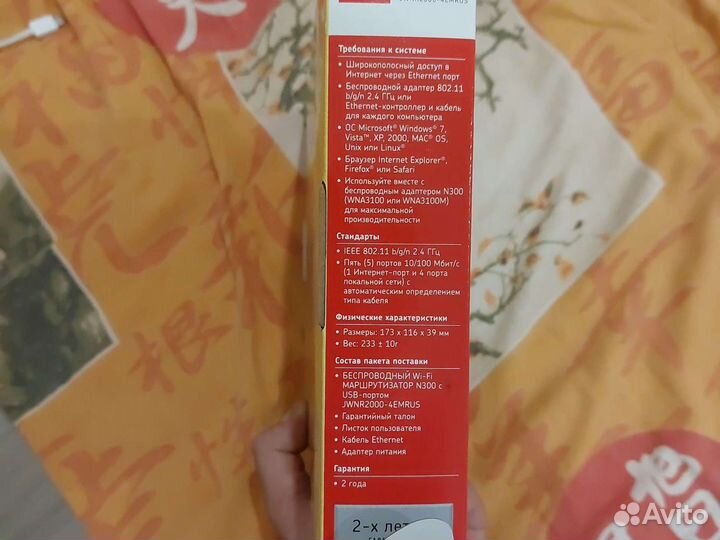 JWNR2000-4EMRUS
Требования к системе
• Широкополосный доступ в
Интернет через Ethernet порт
• Беспроводной адаптер 802.11
b/g/n 2.4 ГГц или
Ethernet-контроллер и кабель
для каждого компьютера
• ОС Microsoft® Windows® 7,
Vista™, XP, 2000, MAC® OS,
Unix или Linux®
• Браузер Internet Explorer®,
Firefox® или Safari
• Используйте вместе с
беспроводным адаптером N300
(WNA3100 или WNA3100M)
для максимальной
производительности
Стандарты
• IEEE 802.11 b/g/n 2.4 ГГц
• Пять (5) портов 10/100 Мбит/с
(1 Интернет-порт и 4 порта
локальной сети) с
автоматическим определением
типа кабеля
Физические характеристики
• Размеры: 173 x 116 x 39 мм
• Вес: 233 ± 10г
Состав пакета поставки
• БЕСПРОВОДНЫЙ Wi-Fi
МАРШРУТИЗАТОР N300 с
USB-портом
JWNR2000-4EMRUS
• Гарантийный талон
• Листок пользователя
• Кабель Ethernet
• Адаптер питания
Гарантия
• 2 года
2-х лет
Avito